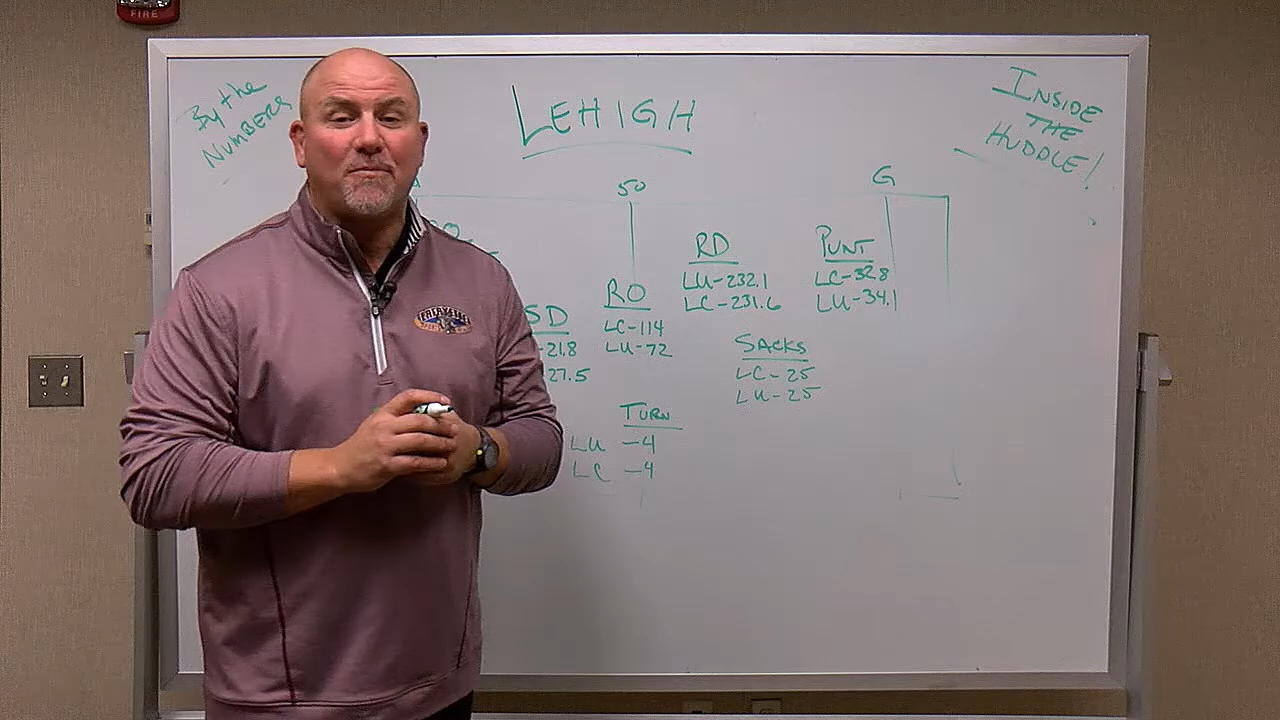 FIRE
By the
NUMBERS
LEHIGH
INSIDE
THE
HUDDLE!
50
G
RD
LU-232.1
LC-231.6
PUNT
LC-32.8
LU-34.1
RO
LC-114
LU-72
SD
-21.8
27.5
SACKS
LC-25
LU-25
TURN
LU -4
LC -4
LAFAYETTE